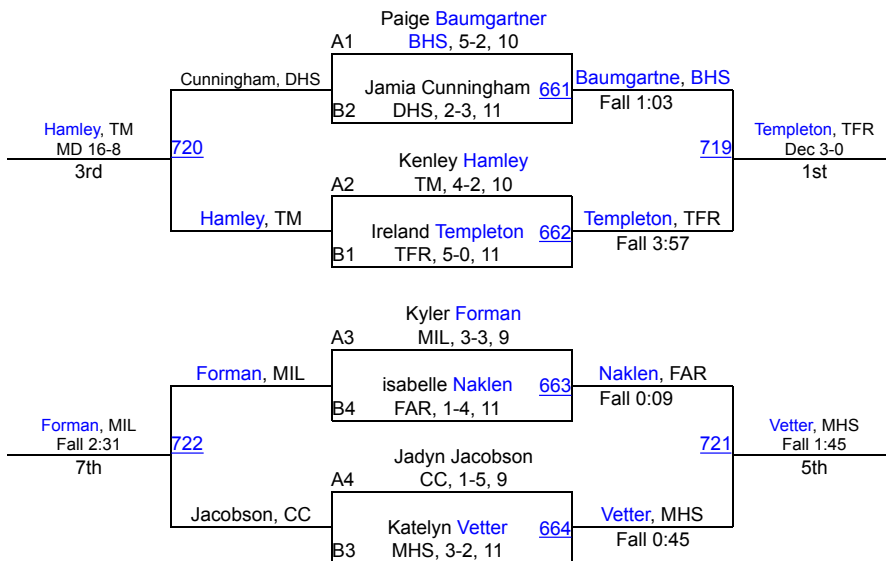 Paige Baumgartner
A1 BHS, 5-2, 10
Cunningham, DHS
Jamia Cunningham 661 Baumgartne, BHS
B2 DHS, 2-3, 11 Fall 1:03
Hamley, TM
MD 16-8 720
3rd
719 Templeton, TFR
Dec 3-0
1st
Kenley Hamley
A2 TM, 4-2, 10
Hamley, TM
Ireland Templeton 662 Templeton, TFR
B1 TFR, 5-0, 11 Fall 3:57
Kyler Forman
A3 MIL, 3-3, 9
Forman, MIL
isabelle Naklen 663 Naklen, FAR
B4 FAR, 1-4, 11 Fall 0:09
Forman, MIL
Fall 2:31 722
7th
721 Vetter, MHS
Fall 1:45
5th
Jadyn Jacobson
A4 CC, 1-5, 9
Jacobson, CC
Katelyn Vetter 664 Vetter, MHS
B3 MHS, 3-2, 11 Fall 0:45